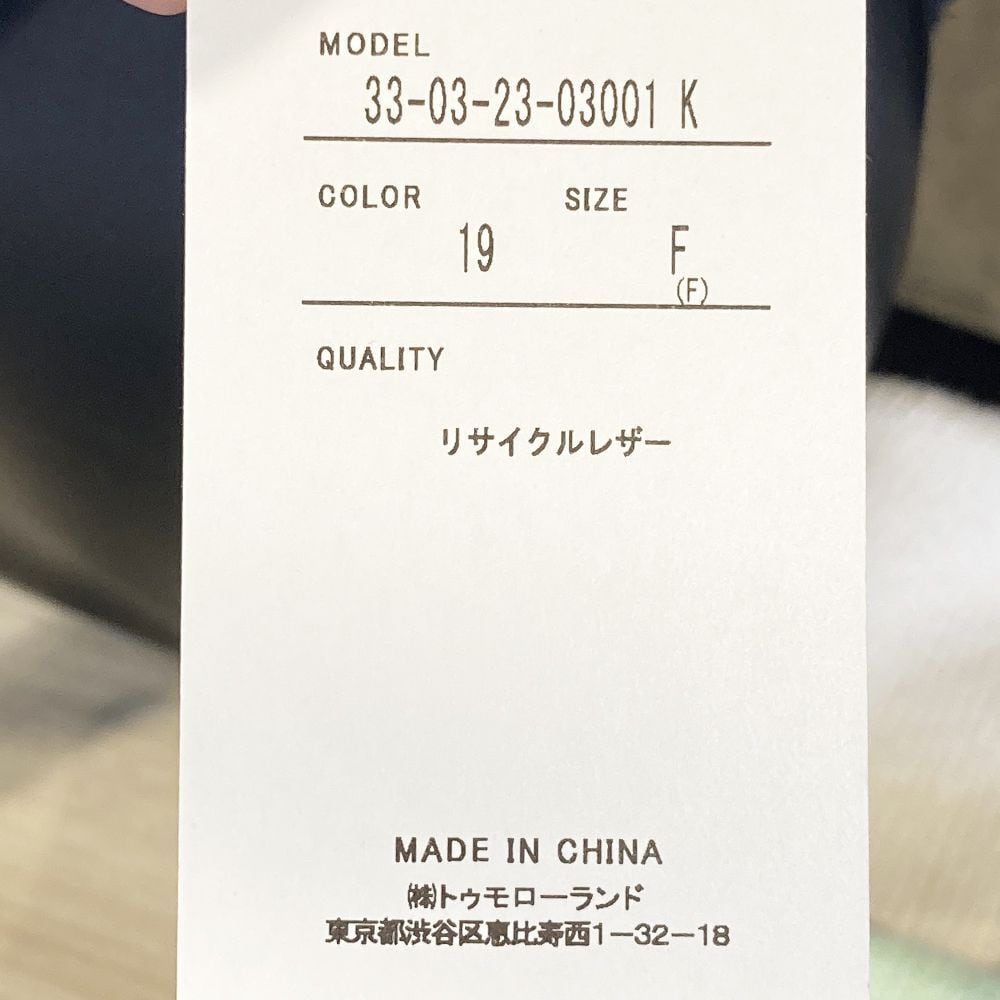 MODEL
33-03-23-03001 K
COLOR SIZE
19 F
(F)
QUALITY
リサイクルレザー
MADE IN CHINA
㈱トゥモローランド
東京都渋谷区恵比寿西1-32-18